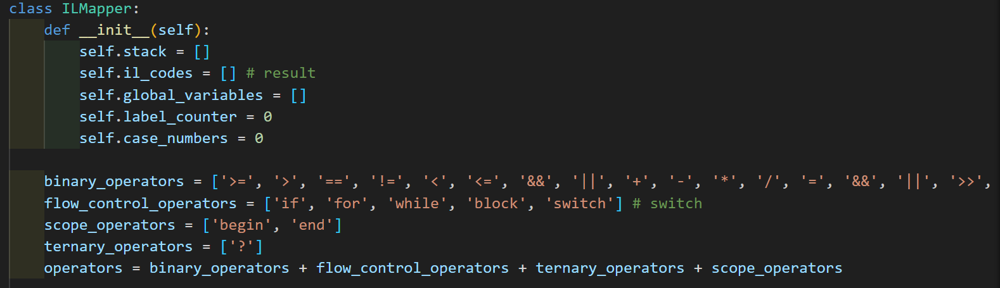 class ILMapper:
    def __init__(self):
        self.stack = []
        self.il_codes = [] # result
        self.global_variables = []
        self.label_counter = 0
        self.case_numbers = 0
    binary_operators = ['>=', '>', '==', '!=', '<', '<=', '&&', '||', '+', '-', '*', '/', '=', '&&', '||', '>>',
    flow_control_operators = ['if', 'for', 'while', 'block', 'switch'] # switch
    scope_operators = ['begin', 'end']
    ternary_operators = ['?']
    operators = binary_operators + flow_control_operators + ternary_operators + scope_operators